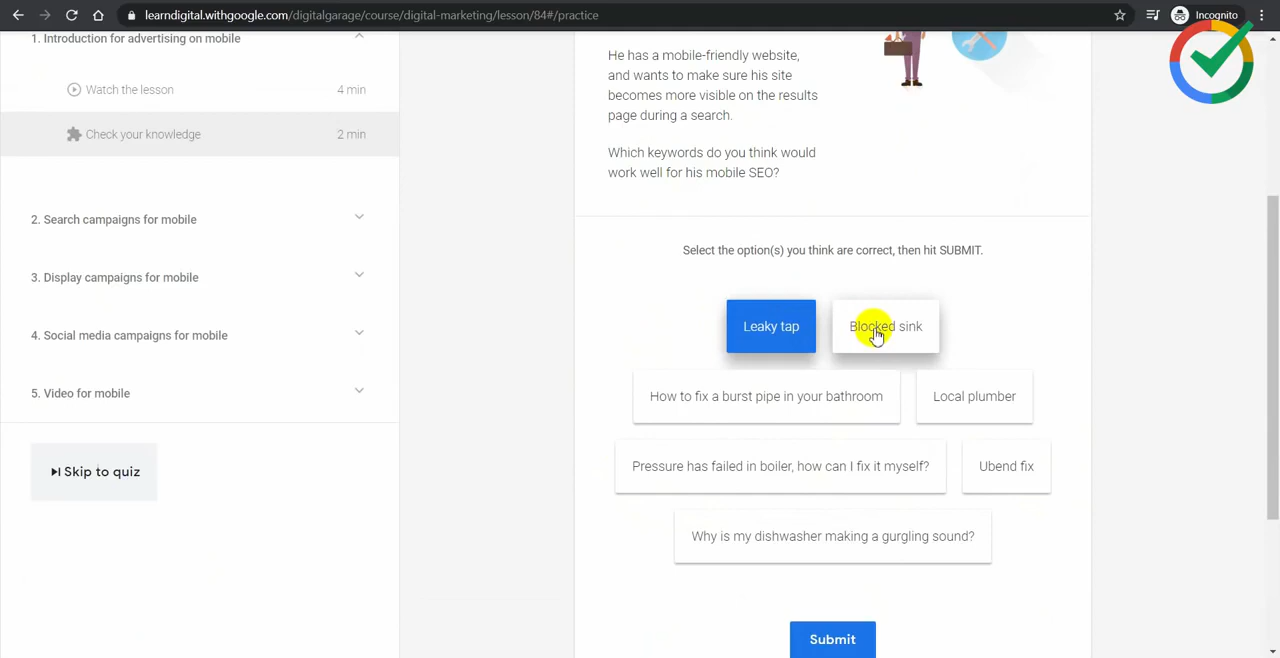 learndigital.withgoogle.com/digitalgarage/course/digital-marketing/lesson/84#/practice
Incognito
1. Introduction for advertising on mobile
Watch the lesson
4 min
Check your knowledge
2 min
2. Search campaigns for mobile
3. Display campaigns for mobile
4. Social media campaigns for mobile
5. Video for mobile
Skip to quiz
He has a mobile-friendly website,
and wants to make sure his site
becomes more visible on the results
page during a search.
Which keywords do you think would
work well for his mobile SEO?
Select the option(s) you think are correct, then hit SUBMIT.
Leaky tap
Blocked sink
How to fix a burst pipe in your bathroom
Local plumber
Pressure has failed in boiler, how can I fix it myself?
Ubend fix
Why is my dishwasher making a gurgling sound?
Submit